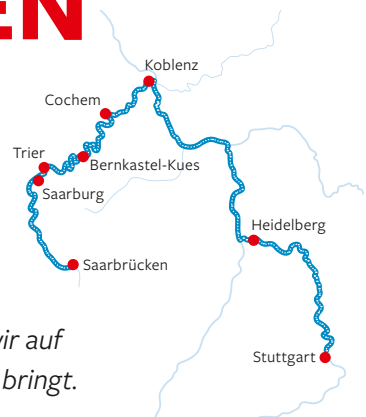 EN
Koblenz
Cochem
Trier
Bernkastel-Kues
Saarburg
Heidelberg
Saarbrücken
wir auf
Stuttgart
bringt.